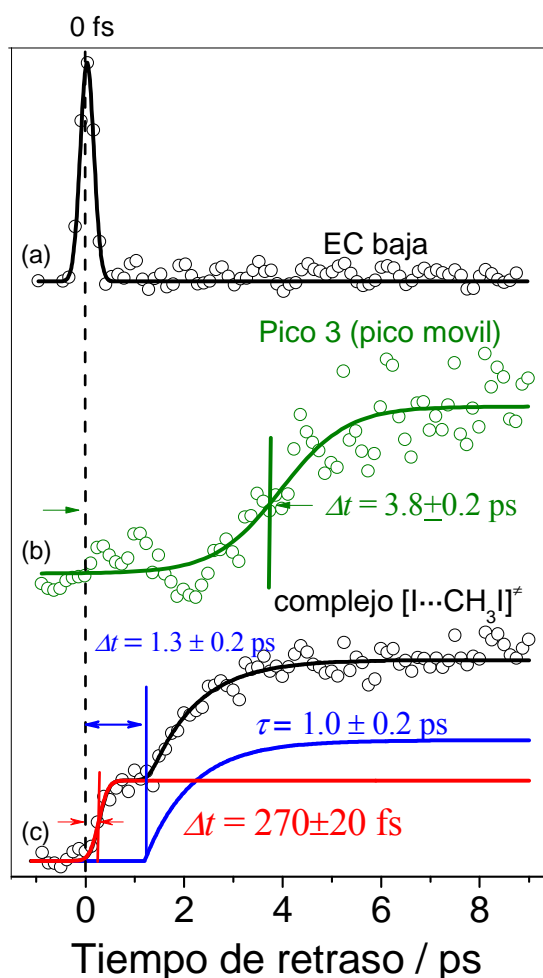 0 fs
(a)
EC baja
Pico 3 (pico movil)
Δt = 3.8±0.2 ps
(b)
complejo [I···CH₃I]≠
Δt = 1.3 ± 0.2 ps
τ = 1.0 ± 0.2 ps
(c)
Δt = 270±20 fs
0 2 4 6 8
Tiempo de retraso / ps